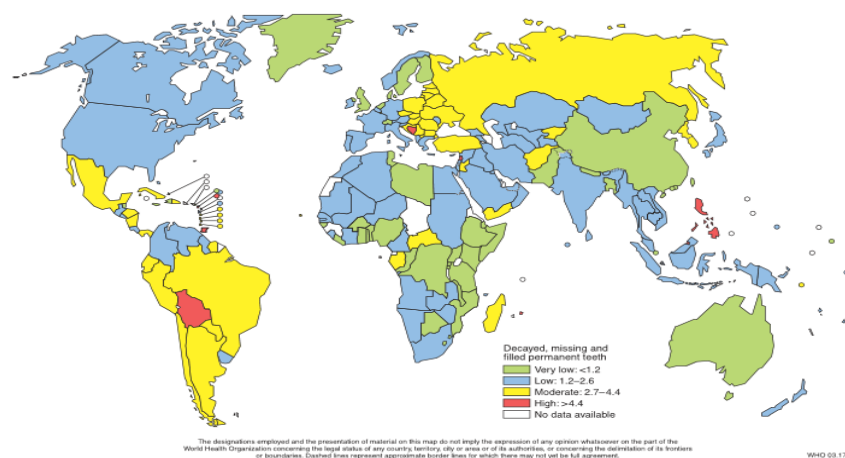 Decayed, missing and
filled permanent teeth
Very low: <1.2
Low: 1.2–2.6
Moderate: 2.7–4.4
High: >4.4
No data available
The designations employed and the presentation of material on this map do not imply the expression of any opinion whatsoever on the part of the
World Health Organization concerning the legal status of any country, territory, city or area or of its authorities, or concerning the delimitation of its frontiers
or boundaries. Dashed lines represent approximate border lines for which there may not yet be full agreement.
WHO 03.17